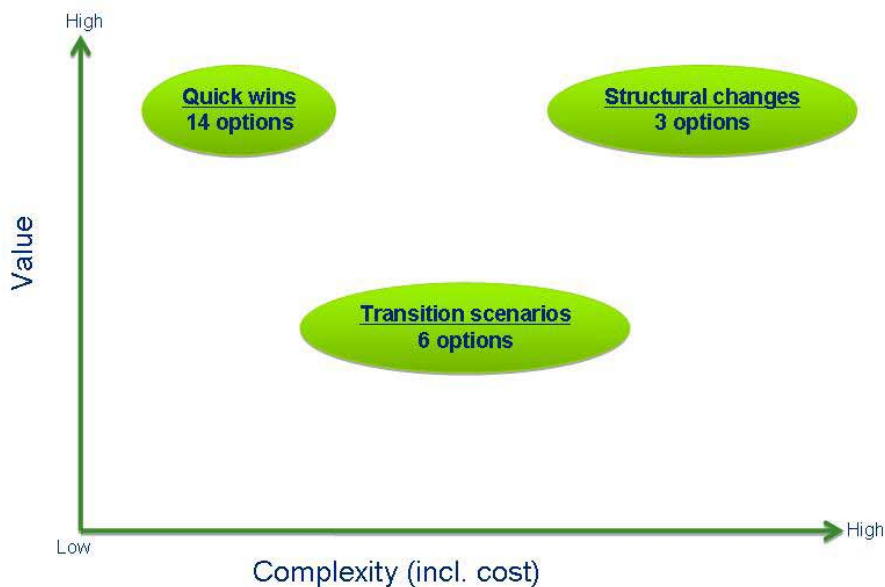 High
Quick wins
14 options
Structural changes
3 options
Value
Transition scenarios
6 options
Low
High
Complexity (incl. cost)